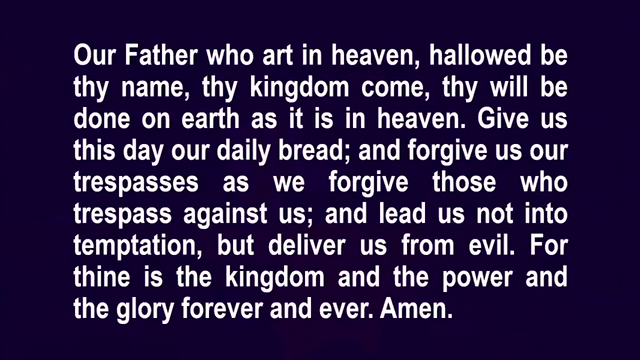 Our Father who art in heaven, hallowed be
thy name, thy kingdom come, thy will be
done on earth as it is in heaven. Give us
this day our daily bread; and forgive us our
trespasses as we forgive those who
trespass against us; and lead us not into
temptation, but deliver us from evil. For
thine is the kingdom and the power and
the glory forever and ever. Amen.